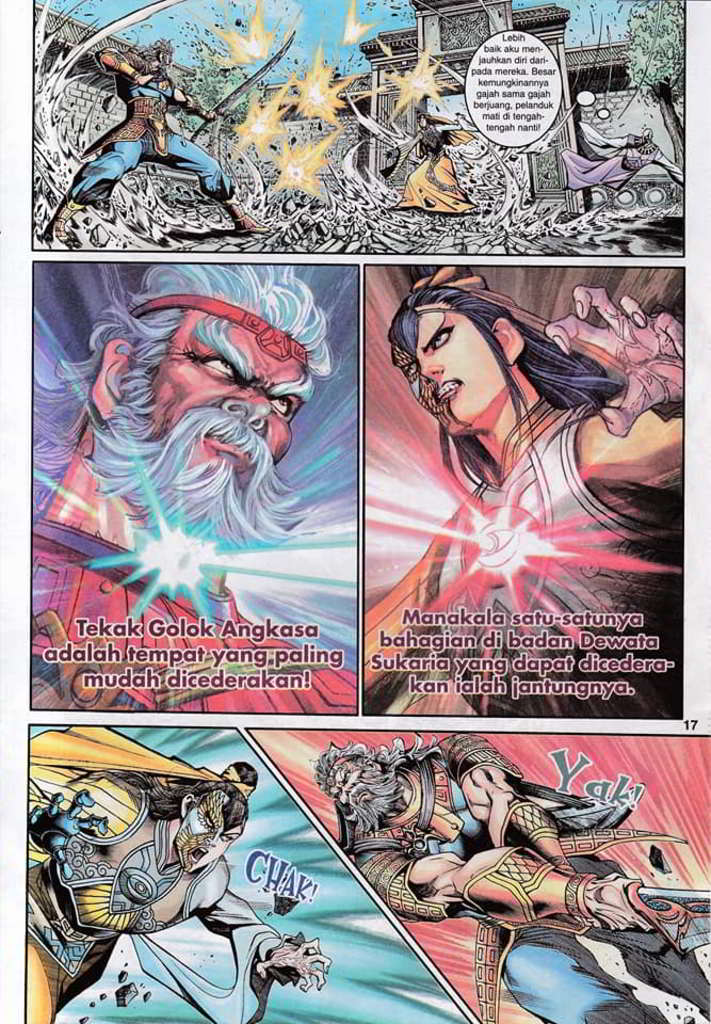 Lebih
baik aku men-
jauhkan diri dari-
pada mereka. Besar
kemungkinannya
gajah sama gajah
berjuang, pelanduk
mati di tengah-
tengah nanti!
Tekak Golok Angkasa
adalah tempat yang paling
mudah dicederakan!
Manakala satu-satunya
bahagian di badan Dewata
Sukaria yang dapat dicedera-
kan ialah jantungnya.
17
CHAK!
Yak!